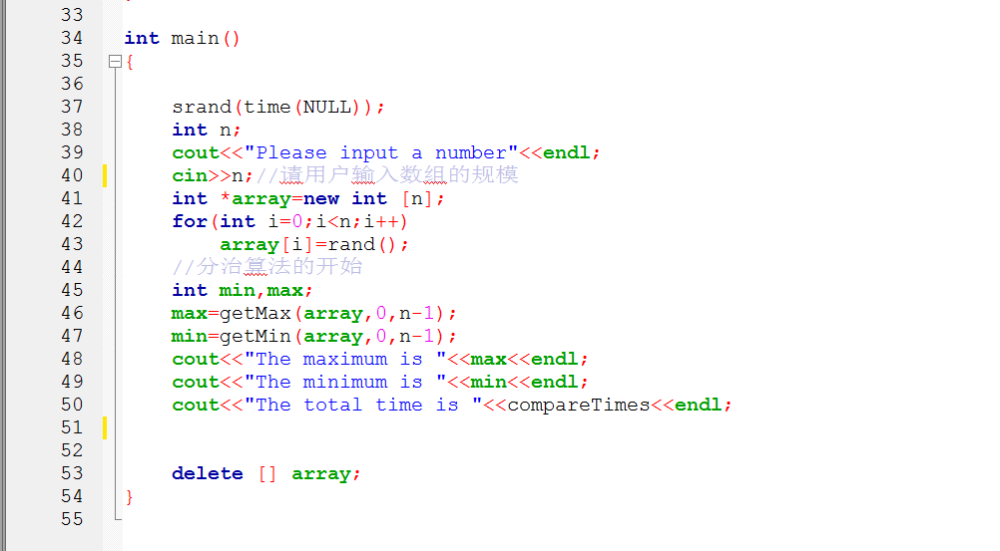 33
34 int main()
35 {
36
37 srand(time(NULL));
38 int n;
39 cout<<"Please input a number"<<endl;
40 cin>>n;//请用户输入数组的规模
41 int *array=new int [n];
42 for(int i=0;i<n;i++)
43 array[i]=rand();
44 //分治算法的开始
45 int min,max;
46 max=getMax(array,0,n-1);
47 min=getMin(array,0,n-1);
48 cout<<"The maximum is "<<max<<endl;
49 cout<<"The minimum is "<<min<<endl;
50 cout<<"The total time is "<<compareTimes<<endl;
51
52
53 delete [] array;
54 }
55